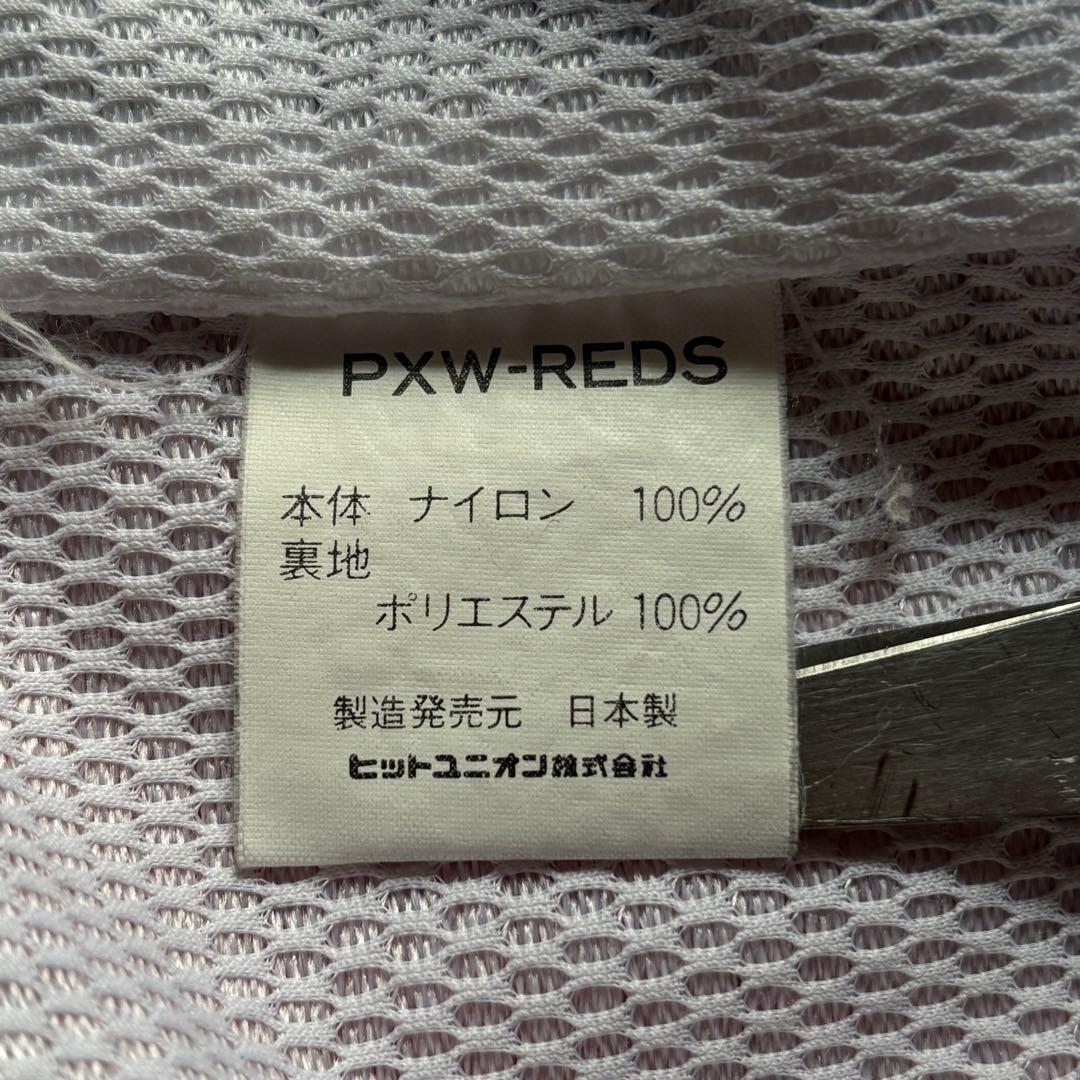 PXW-REDS
本体 ナイロン 100%
裏地
ポリエステル 100%
製造発売元 日本製
ヒットユニオン株式会社